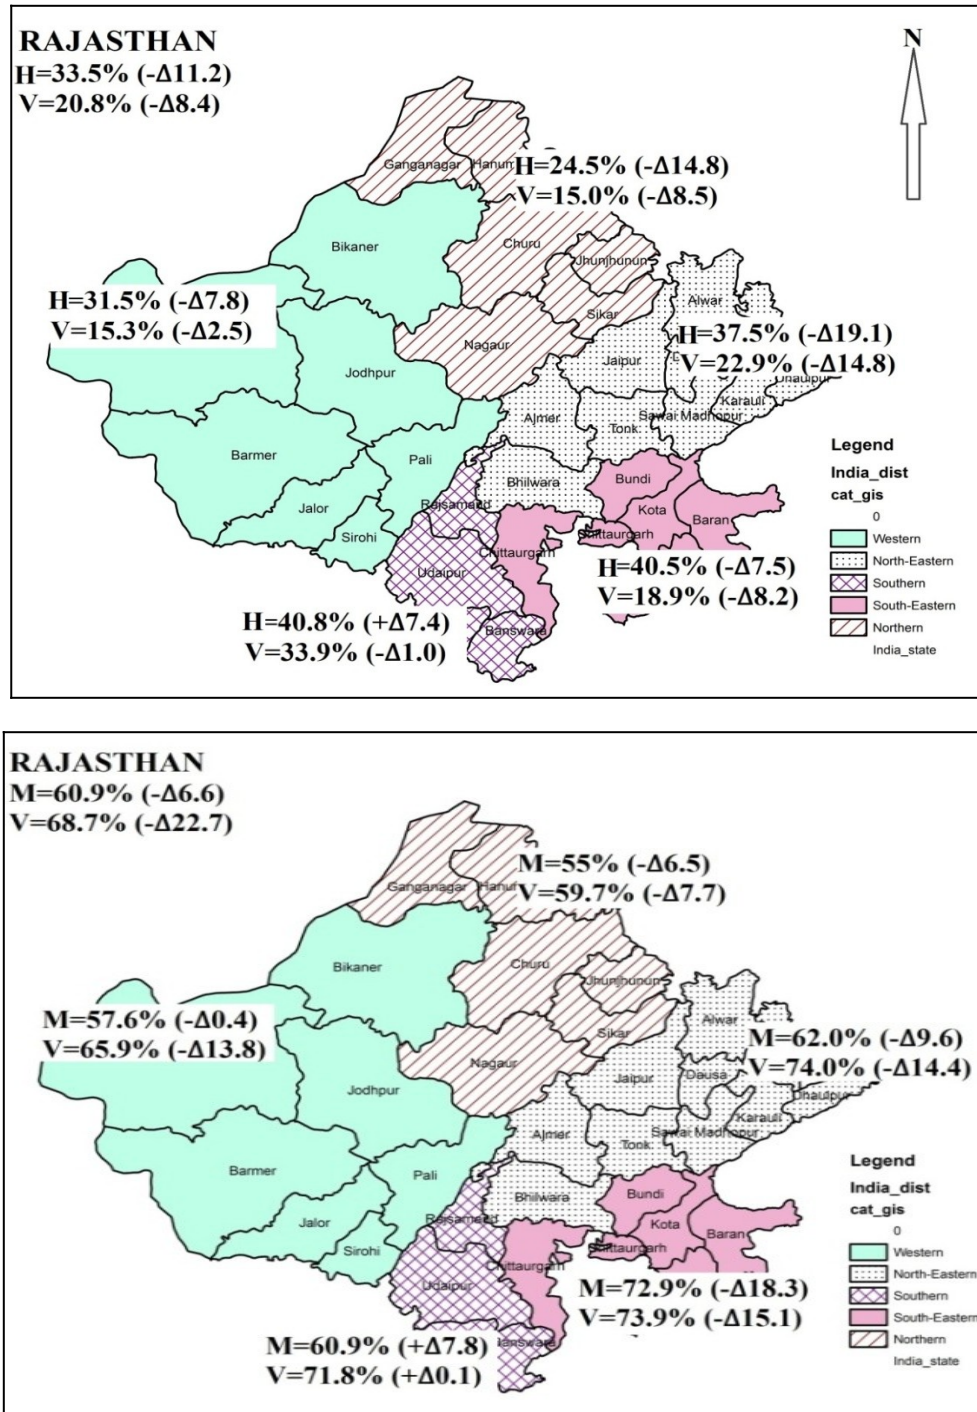 RAJASTHAN
H=33.5% (-Δ11.2)
V=20.8% (-Δ8.4)
N
Ganganagar
H=24.5% (-Δ14.8)
V=15.0% (-Δ8.5)
Bikaner
Churu
Jhunjhunun
Sikar
Alwar
H=31.5% (-Δ7.8)
V=15.3% (-Δ2.5)
H=37.5% (-Δ19.1)
V=22.9% (-Δ14.8)
Nagaur
Jaipur
Jodhpur
Dhaulpur
Karauli
Ajmer
Tonk
Sawai Madhopur
Barmer
Pali
Bhilwara
Bundi
Jalor
Rajsamand
Kota
Baran
Sirohi
Chittaurgarh
Chittaurgarh
Udaipur
H=40.5% (-Δ7.5)
V=18.9% (-Δ8.2)
H=40.8% (+Δ7.4)
V=33.9% (-Δ1.0)
Banswara
Legend
India_dist
cat_gis
0
Western
North-Eastern
Southern
South-Eastern
Northern
India_state
RAJASTHAN
M=60.9% (-Δ6.6)
V=68.7% (-Δ22.7)
Ganganagar
M=55% (-Δ6.5)
V=59.7% (-Δ7.7)
Bikaner
Churu
Jhunjhunun
Sikar
Alwar
M=57.6% (-Δ0.4)
V=65.9% (-Δ13.8)
M=62.0% (-Δ9.6)
V=74.0% (-Δ14.4)
Nagaur
Jaipur
Dausa
Jodhpur
Dhaulpur
Karauli
Ajmer
Tonk
Sawai Madhopur
Barmer
Pali
Bhilwara
Bundi
Jalor
Rajsamand
Kota
Baran
Sirohi
Chittaurgarh
Chittaurgarh
Udaipur
M=72.9% (-Δ18.3)
V=73.9% (-Δ15.1)
M=60.9% (+Δ7.8)
V=71.8% (+Δ0.1)
Banswara
Legend
India_dist
cat_gis
0
Western
North-Eastern
Southern
South-Eastern
Northern
India_state